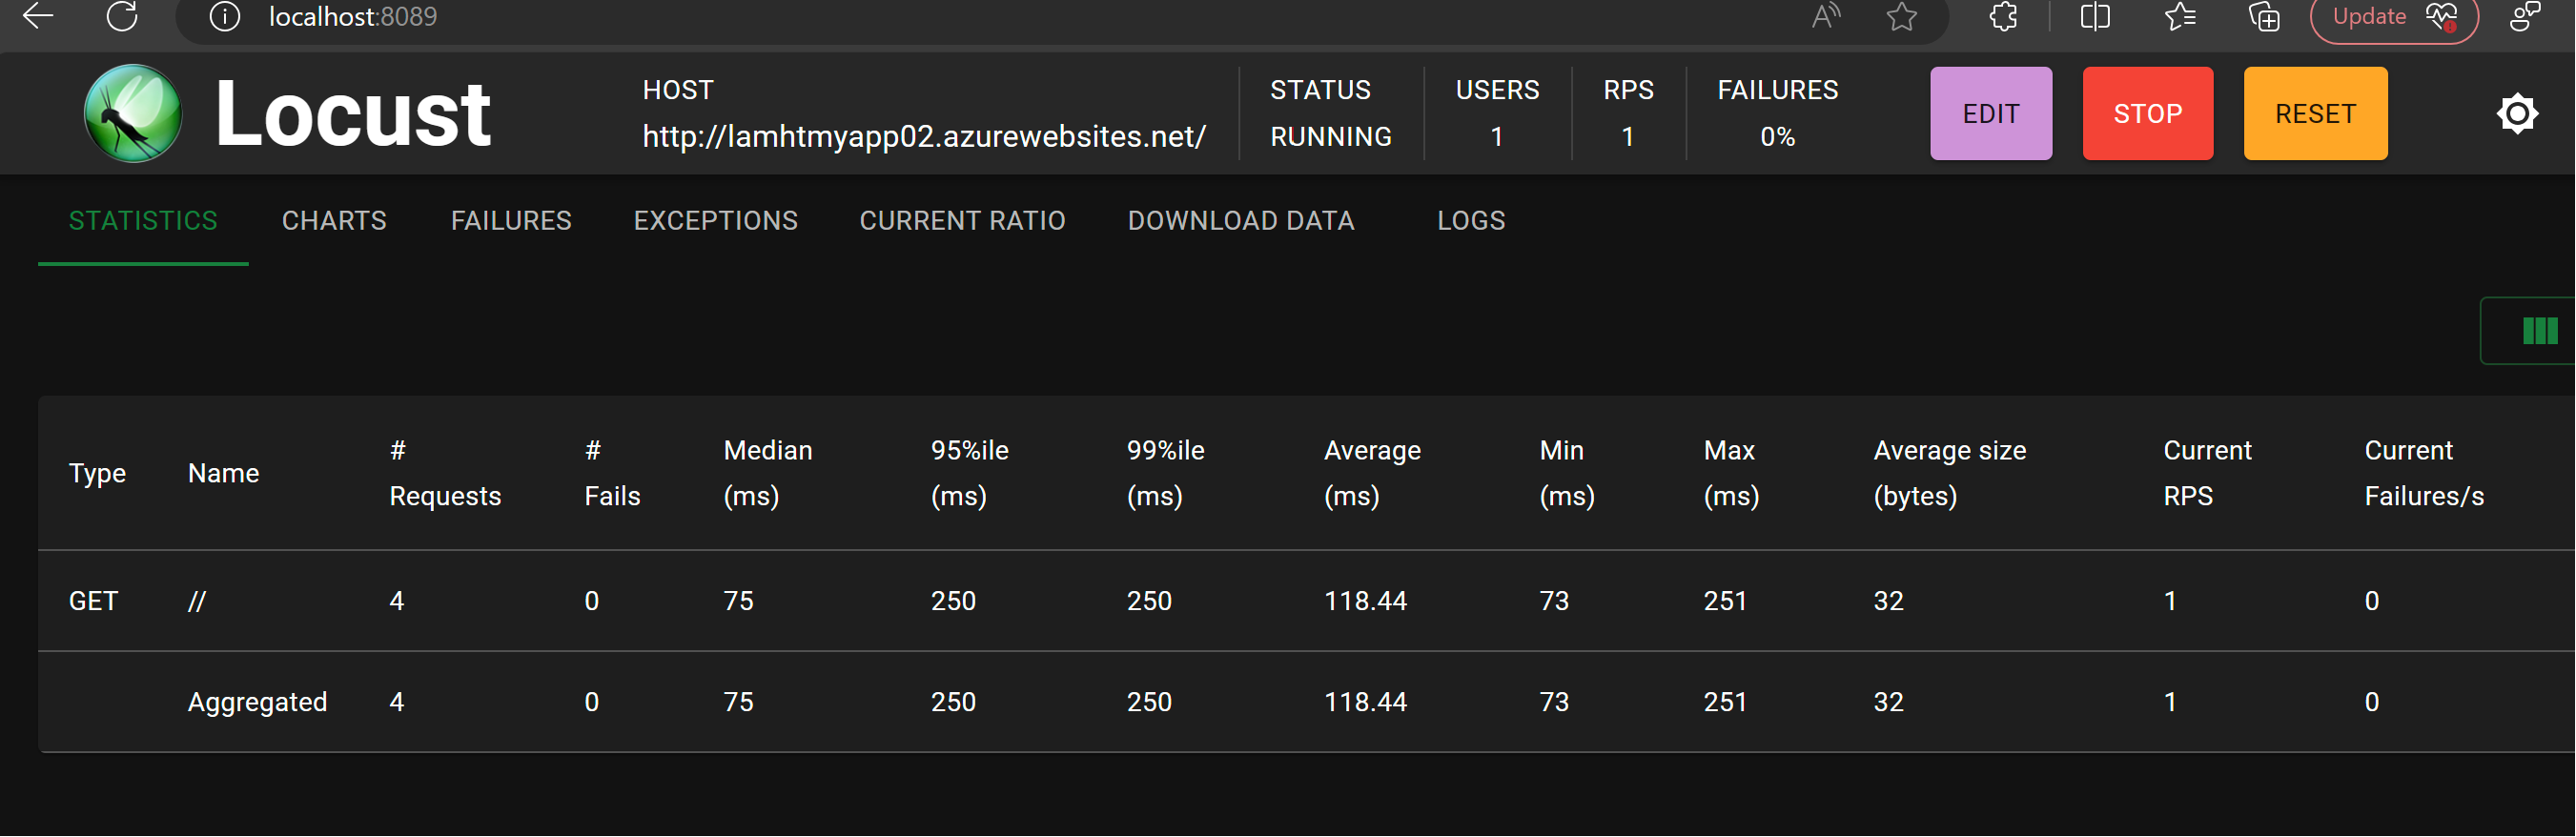 localhost:8089
Update
Locust
HOST
http://lamhtmyapp02.azurewebsites.net/
STATUS
RUNNING
USERS
1
RPS
1
FAILURES
0%
EDIT
STOP
RESET
STATISTICS CHARTS FAILURES EXCEPTIONS CURRENT RATIO DOWNLOAD DATA LOGS
Type Name # Requests # Fails Median (ms) 95%ile (ms) 99%ile (ms) Average (ms) Min (ms) Max (ms) Average size (bytes) Current RPS Current Failures/s
GET // 4 0 75 250 250 118.44 73 251 32 1 0
Aggregated 4 0 75 250 250 118.44 73 251 32 1 0